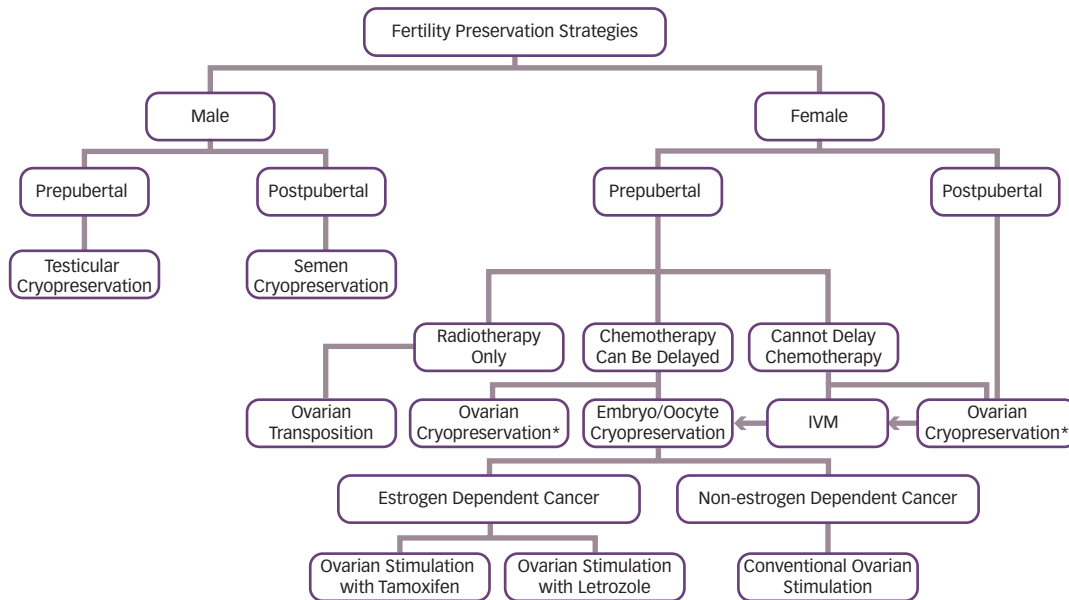 Fertility Preservation Strategies
Male
Female
Prepubertal
Postpubertal
Prepubertal
Postpubertal
Testicular
Cryopreservation
Semen
Cryopreservation
Radiotherapy
Only
Chemotherapy
Can Be Delayed
Cannot Delay
Chemotherapy
Ovarian
Transposition
Ovarian
Cryopreservation*
Embryo/Oocyte
Cryopreservation
IVM
Ovarian
Cryopreservation*
Estrogen Dependent Cancer
Non-estrogen Dependent Cancer
Ovarian Stimulation
with Tamoxifen
Ovarian Stimulation
with Letrozole
Conventional Ovarian
Stimulation